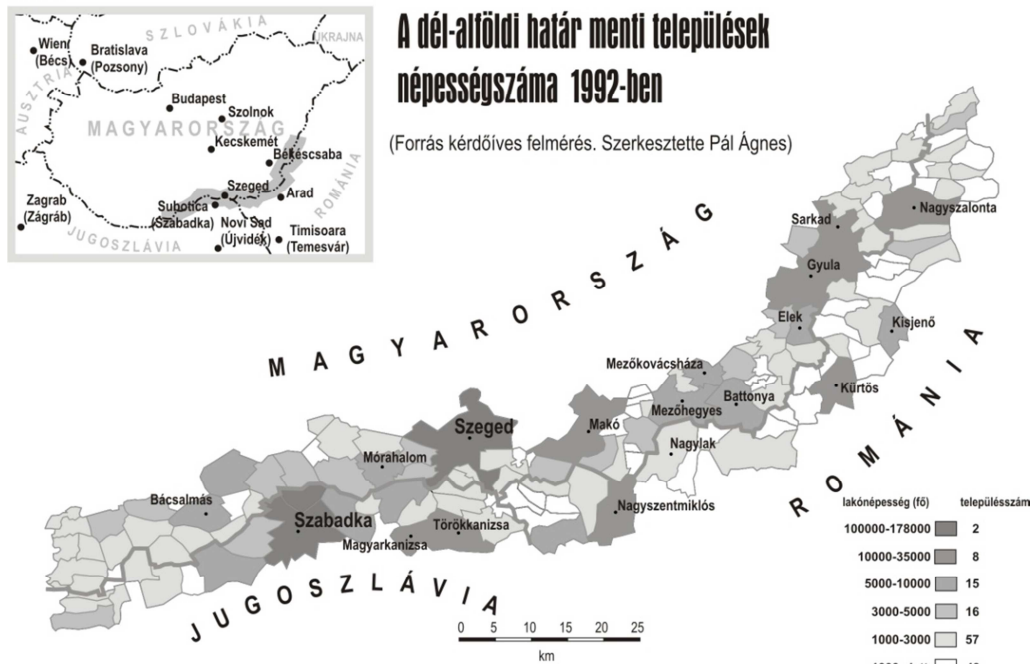 A dél-alföldi határ menti települések
népességszáma 1992-ben
(Forrás kérdőíves felmérés. Szerkesztette Pál Ágnes)
SZLOVÁKIA
UKRAJNA
Wien
(Bécs)
Bratislava
(Pozsony)
AUSZTRIA
Budapest
Szolnok
MAGYARORSZÁG
Kecskemét
Békéscsaba
Szeged
Arad
ROMÁNIA
Zagrab
(Zágráb)
Subotica
(Szabadka)
Novi Sad
(Újvidék)
Timisoara
(Temesvár)
JUGOSZLÁVIA
MAGYARORSZÁG
Nagyszalonta
Sarkad
Gyula
Elek
Kisjenő
Mezőkovácsháza
Kürtös
Battonya
Mezőhegyes
Makó
Szeged
Nagylak
Mórahalom
Bácsalmás
Nagyszentmiklós
Szabadka
Törökkanizsa
Magyarkanizsa
ROMÁNIA
JUGOSZLÁVIA
0 5 10 15 20 25
km
lakónépesség (fő) településszám
100000-178000 2
10000-35000 8
5000-10000 15
3000-5000 16
1000-3000 57